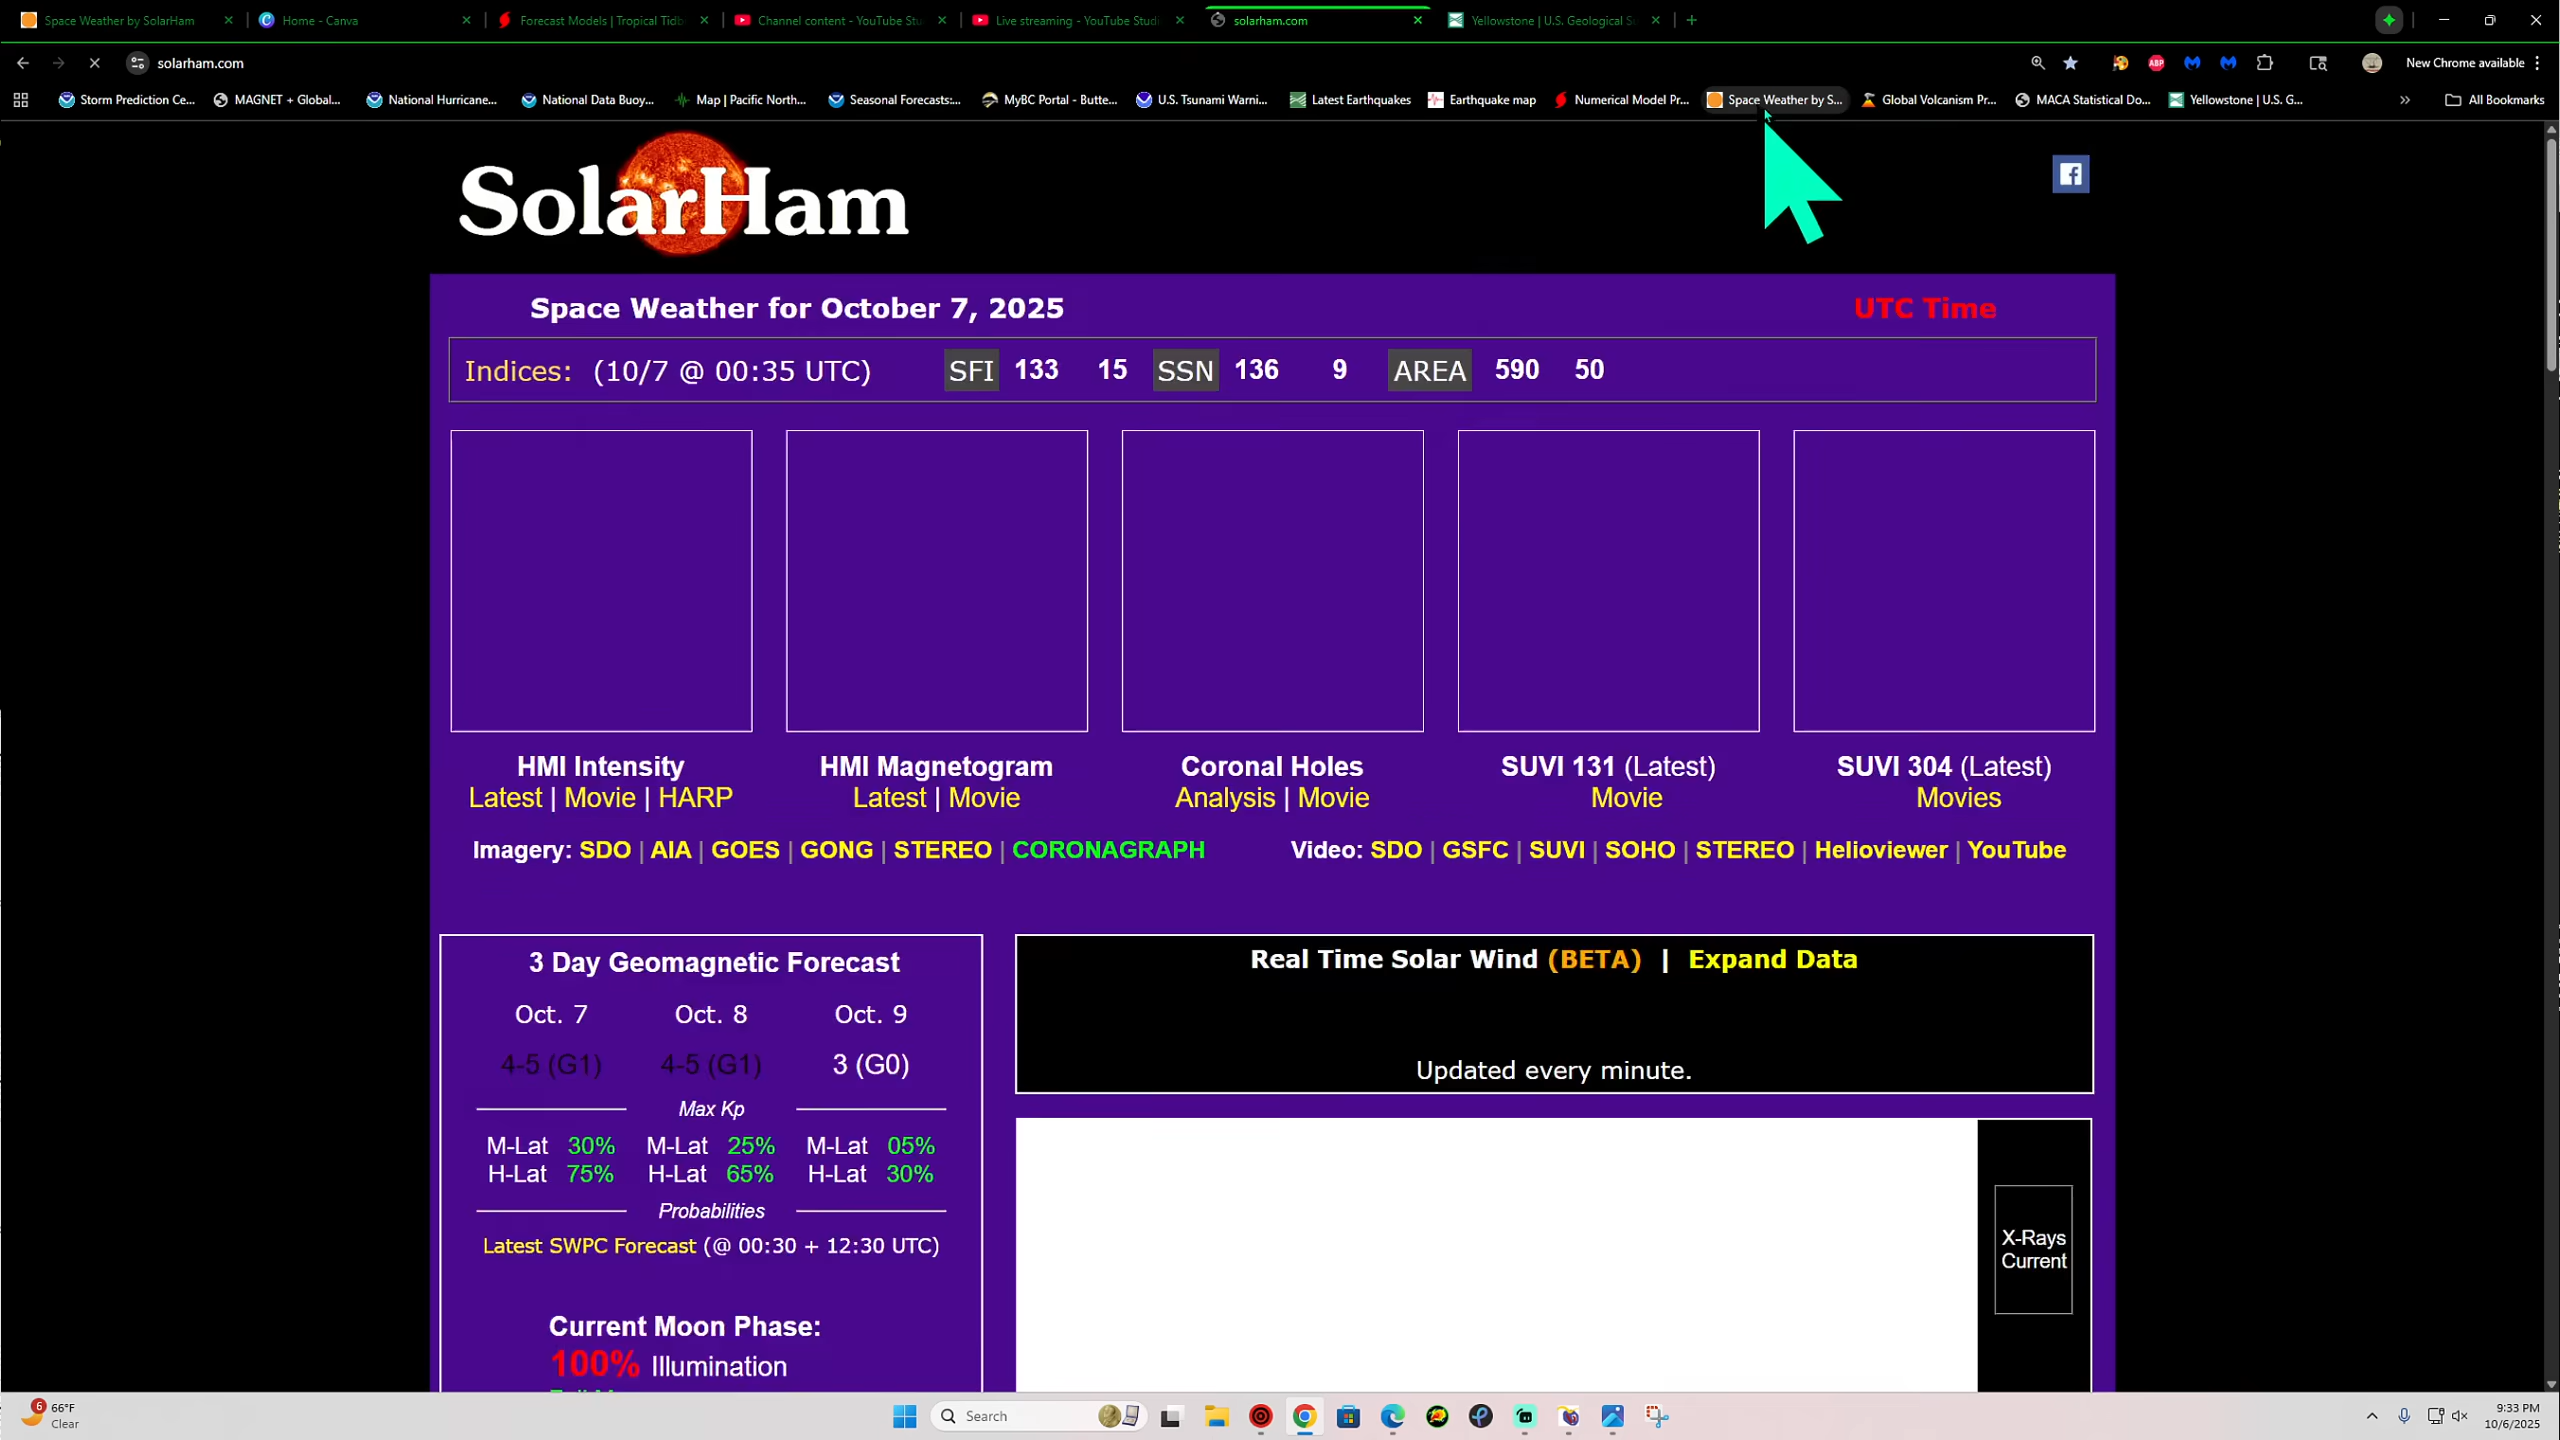 Space Weather by SolarHam
Home - Canva
Forecast Models | Tropical Tidb
Channel content - YouTube Stu
Live streaming - YouTube Studi
solarham.com
Yellowstone | U.S. Geological S
solarham.com
ABP
New Chrome available
Storm Prediction Ce...
MAGNET + Global...
National Hurricane...
National Data Buoy...
Map | Pacific North...
Seasonal Forecasts:...
MyBC Portal - Butte...
U.S. Tsunami Warni...
Latest Earthquakes
Earthquake map
Numerical Model Pr...
Space Weather by S...
Global Volcanism Pr...
MACA Statistical Do...
Yellowstone | U.S. G...
All Bookmarks
SolarHam
Space Weather for October 7, 2025
UTC Time
Indices: (10/7 @ 00:35 UTC) SFI 133 15 SSN 136 9 AREA 590 50
HMI Intensity
Latest | Movie | HARP
HMI Magnetogram
Latest | Movie
Coronal Holes
Analysis | Movie
SUVI 131 (Latest)
Movie
SUVI 304 (Latest)
Movies
Imagery: SDO | AIA | GOES | GONG | STEREO | CORONAGRAPH
Video: SDO | GSFC | SUVI | SOHO | STEREO | Helioviewer | YouTube
3 Day Geomagnetic Forecast
Oct. 7 Oct. 8 Oct. 9
4-5 (G1) 4-5 (G1) 3 (G0)
Max Kp
M-Lat 30% M-Lat 25% M-Lat 05%
H-Lat 75% H-Lat 65% H-Lat 30%
Probabilities
Latest SWPC Forecast (@ 00:30 + 12:30 UTC)
Current Moon Phase:
100% Illumination
Real Time Solar Wind (BETA) | Expand Data
Updated every minute.
X-Rays
Current
6
66°F
Clear
Search
9:33 PM
10/6/2025